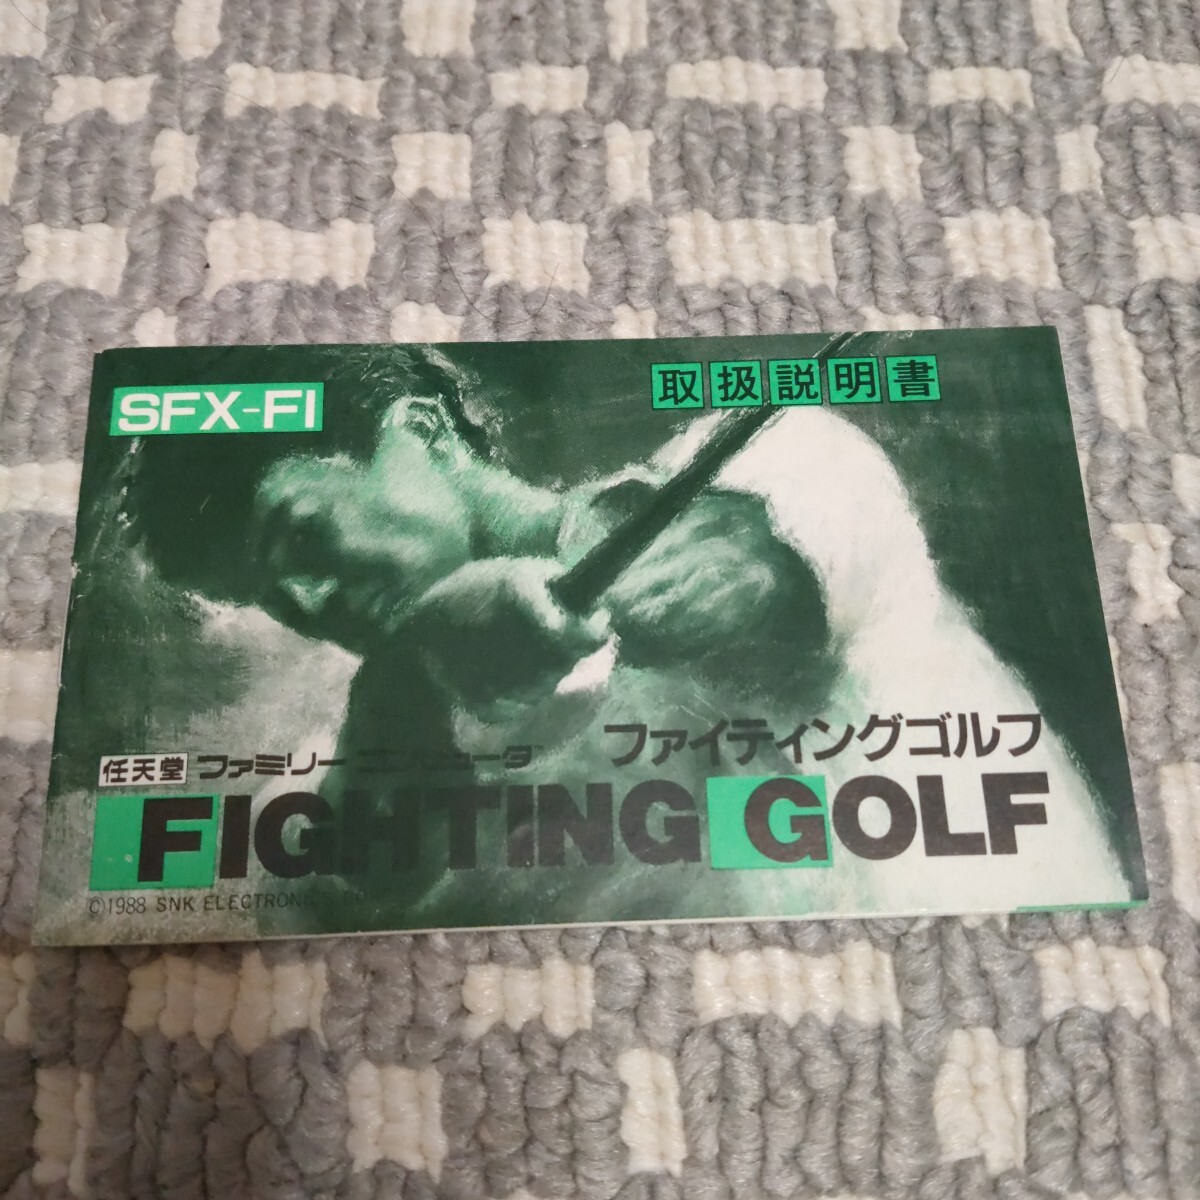 SFX-FI
取扱説明書
ファイティングゴルフ
任天堂 ファミリーコンピュータ
FIGHTING GOLF
©1988 SNK ELECTRONICS CO